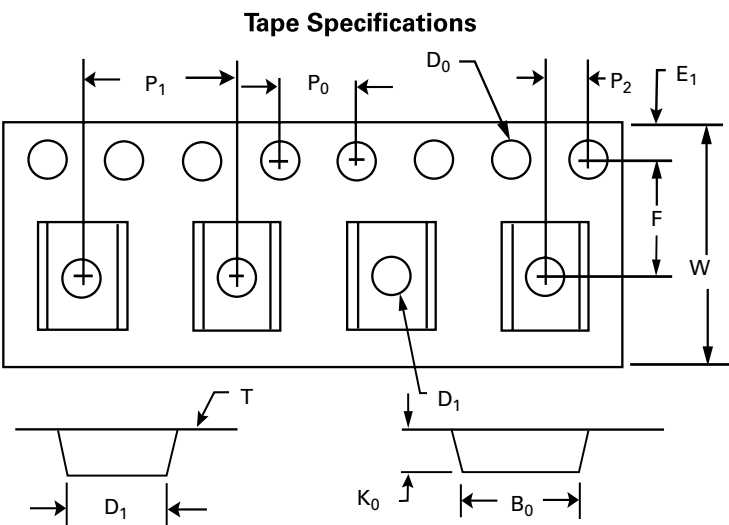 Tape Specifications
P₁
P₀
D₀
P₂
E₁
F
W
T
D₁
D₁
K₀
B₀